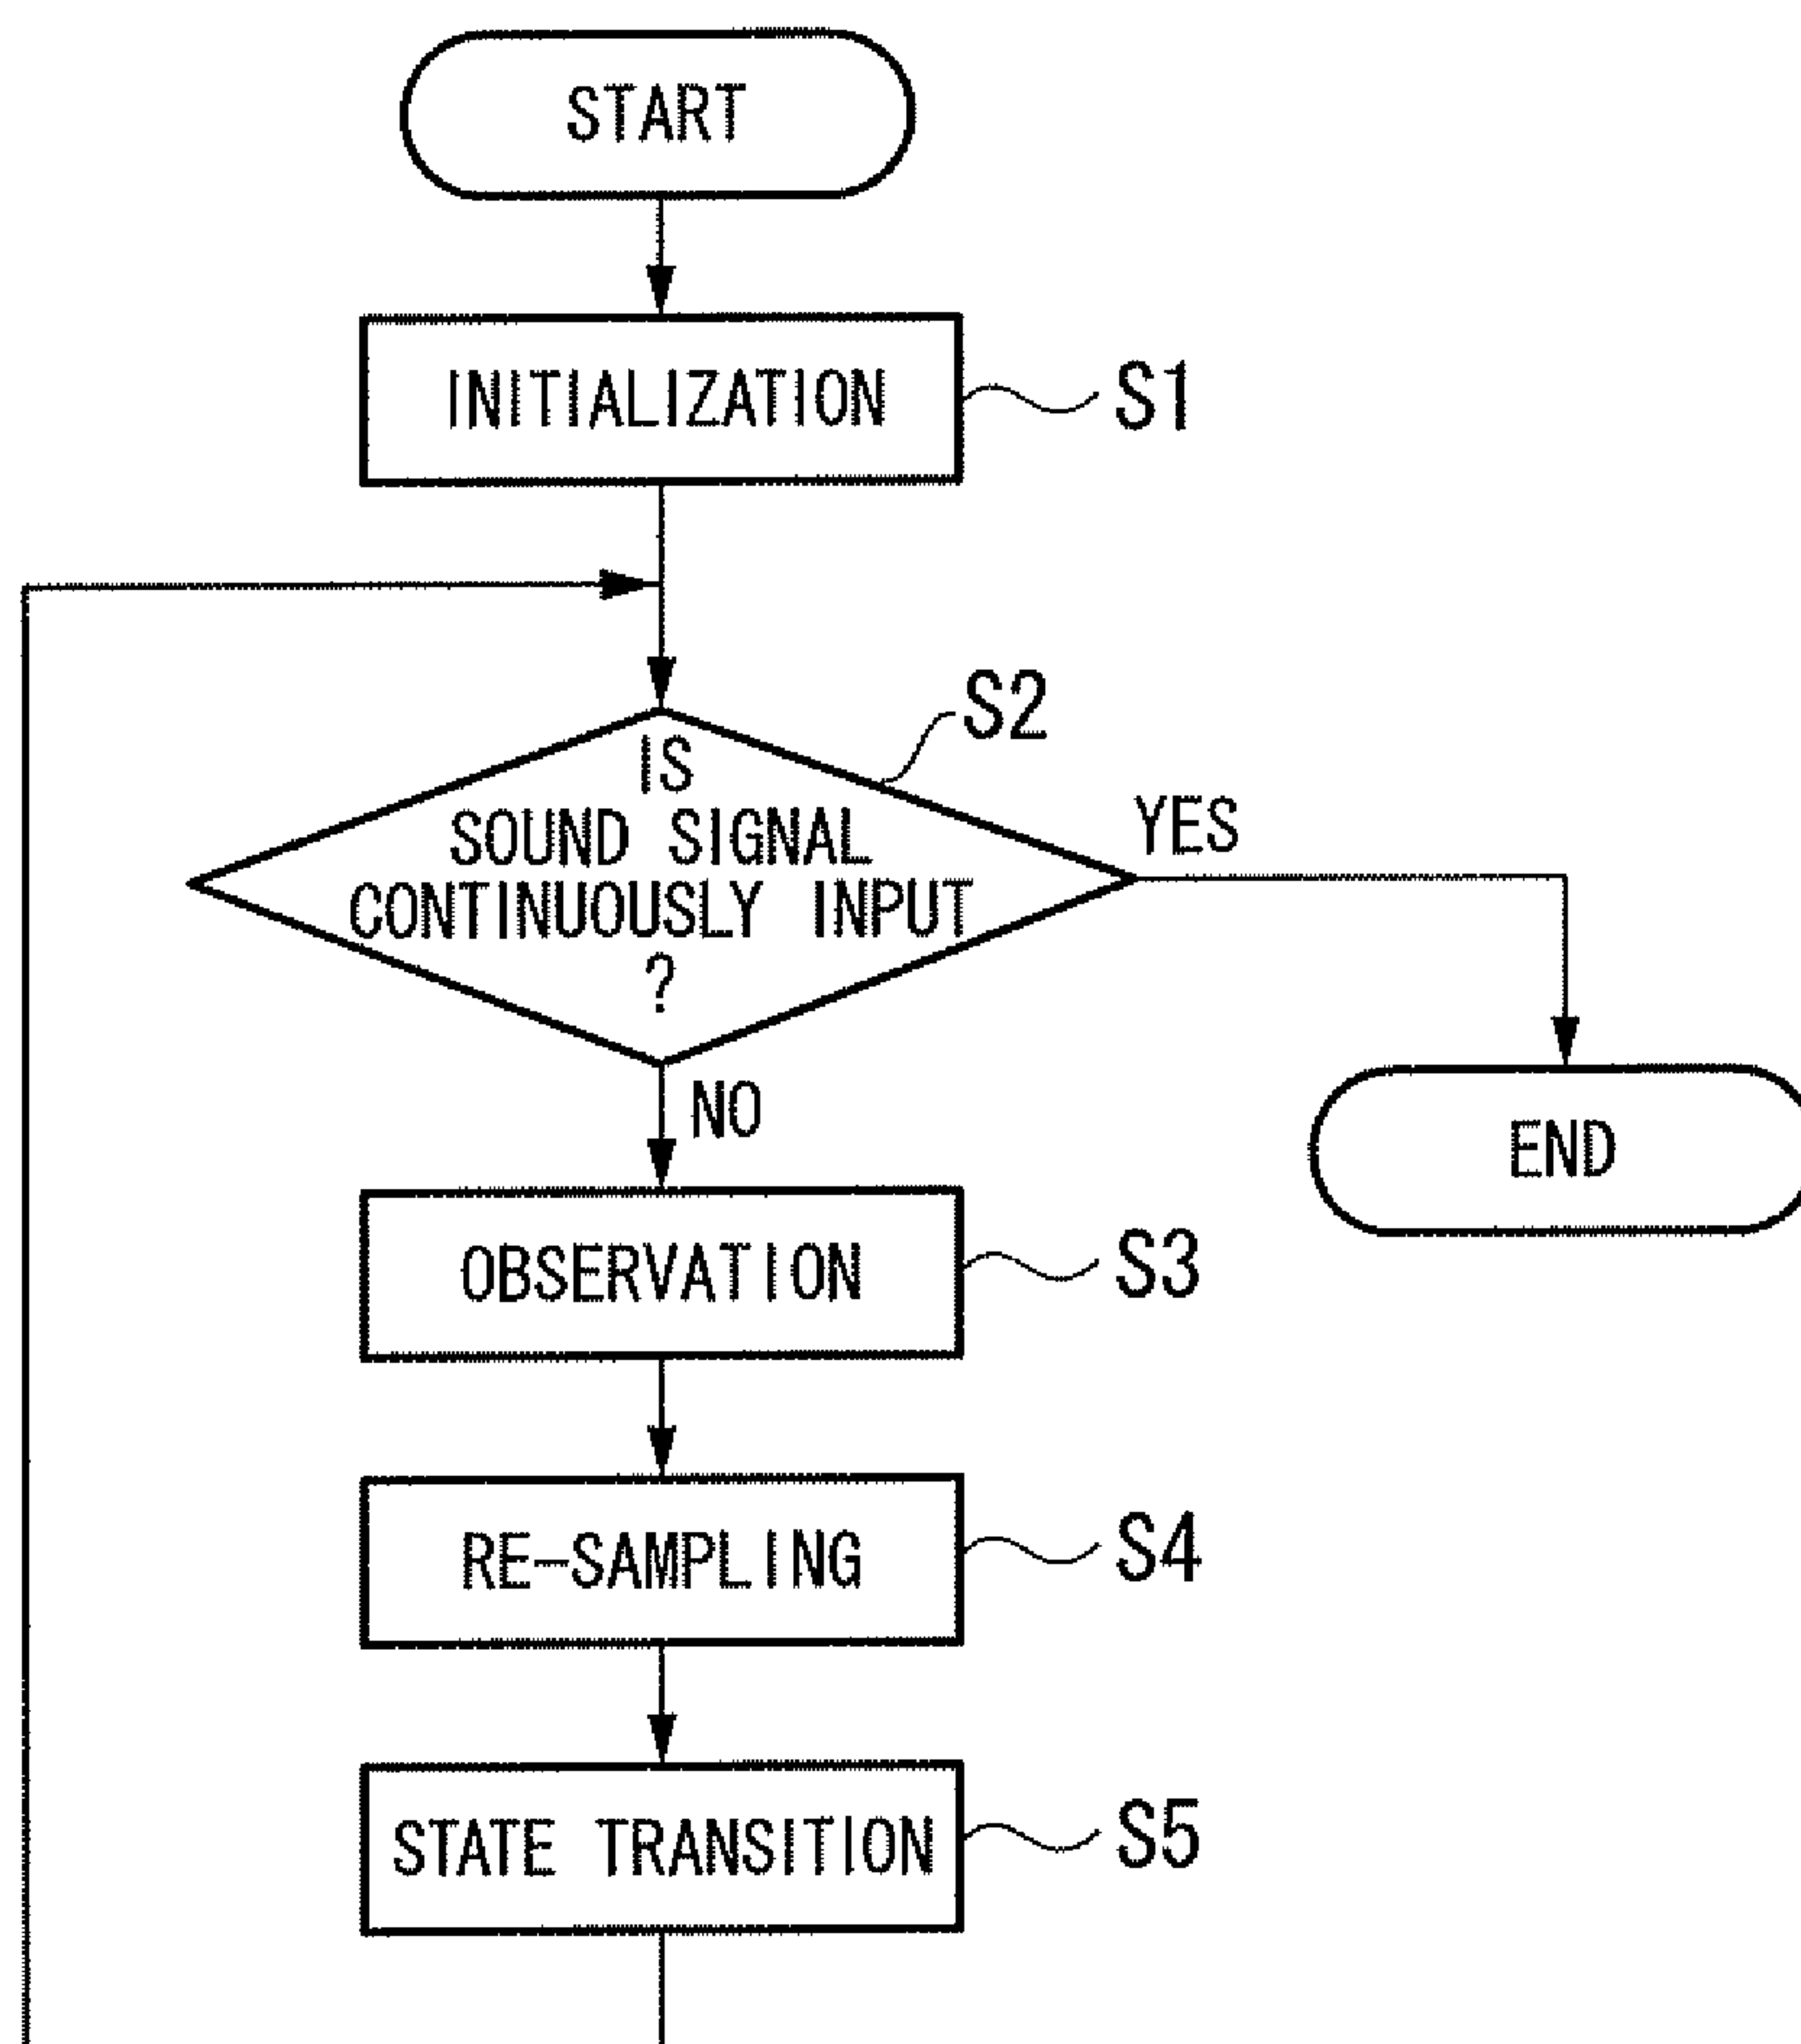 START
INITIALIZATION
S1
S2
IS
SOUND SIGNAL
CONTINUOUSLY INPUT
?
YES
NO
END
OBSERVATION
S3
RE-SAMPLING
S4
STATE TRANSITION
S5